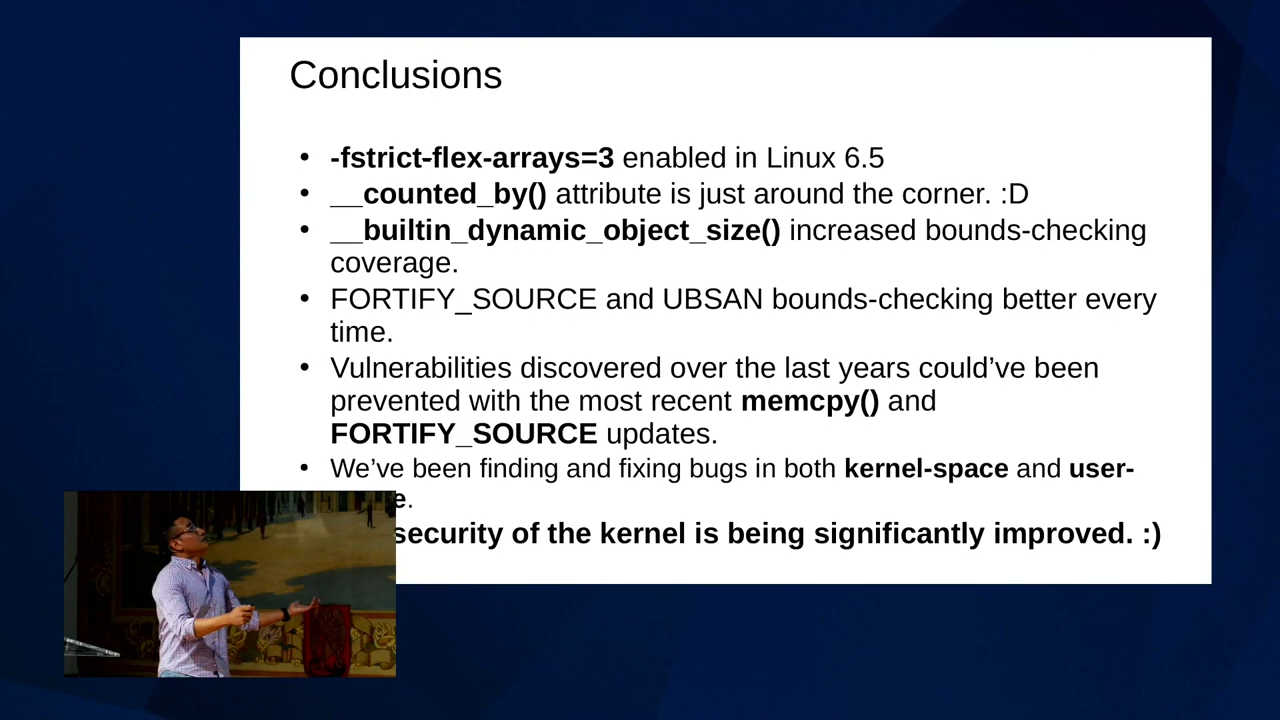 Conclusions
• -fstrict-flex-arrays=3 enabled in Linux 6.5
• __counted_by() attribute is just around the corner. :D
• __builtin_dynamic_object_size() increased bounds-checking
coverage.
• FORTIFY_SOURCE and UBSAN bounds-checking better every
time.
• Vulnerabilities discovered over the last years could’ve been
prevented with the most recent memcpy() and
FORTIFY_SOURCE updates.
• We’ve been finding and fixing bugs in both kernel-space and user-
e.
security of the kernel is being significantly improved. :)